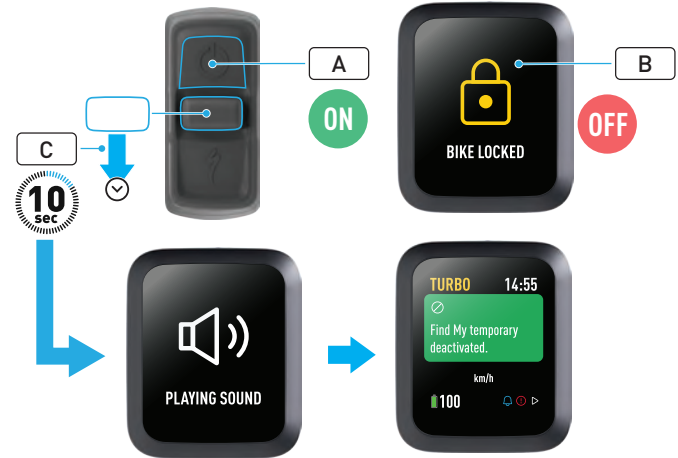 A
ON
BIKE LOCKED
B
OFF
C
10
sec
PLAYING SOUND
TURBO 14:55
Find My temporary
deactivated.
km/h
100